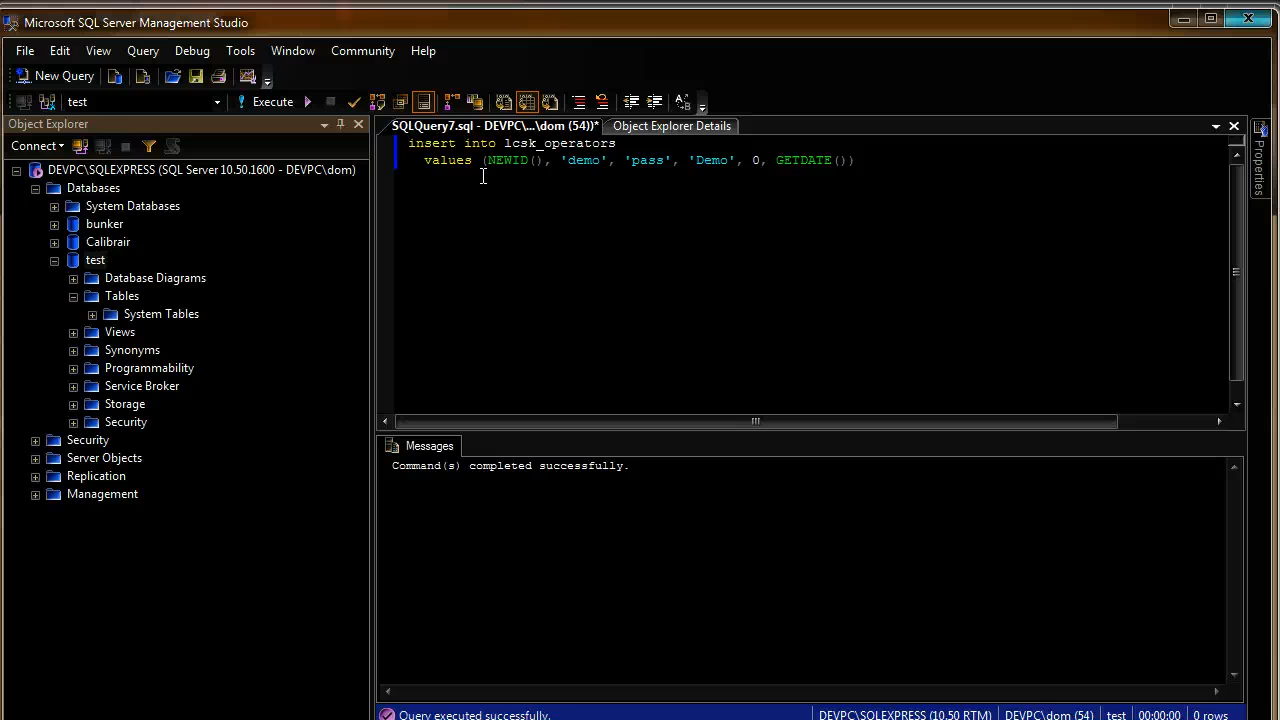 Microsoft SQL Server Management Studio
File Edit View Query Debug Tools Window Community Help
New Query
test Execute
Object Explorer
Connect
DEVPC\SQLEXPRESS (SQL Server 10.50.1600 - DEVPC\dom)
Databases
System Databases
bunker
Calibrair
test
Database Diagrams
Tables
System Tables
Views
Synonyms
Programmability
Service Broker
Storage
Security
Security
Server Objects
Replication
Management
SQLQuery7.sql - DEVPC\...\dom (54))* Object Explorer Details
insert into lcsk_operators
values (NEWID(), 'demo', 'pass', 'Demo', 0, GETDATE())
Messages
Command(s) completed successfully.
Query executed successfully. DEVPC\SQLEXPRESS (10.50 RTM) DEVPC\dom (54) test 00:00:00 0 rows
Properties